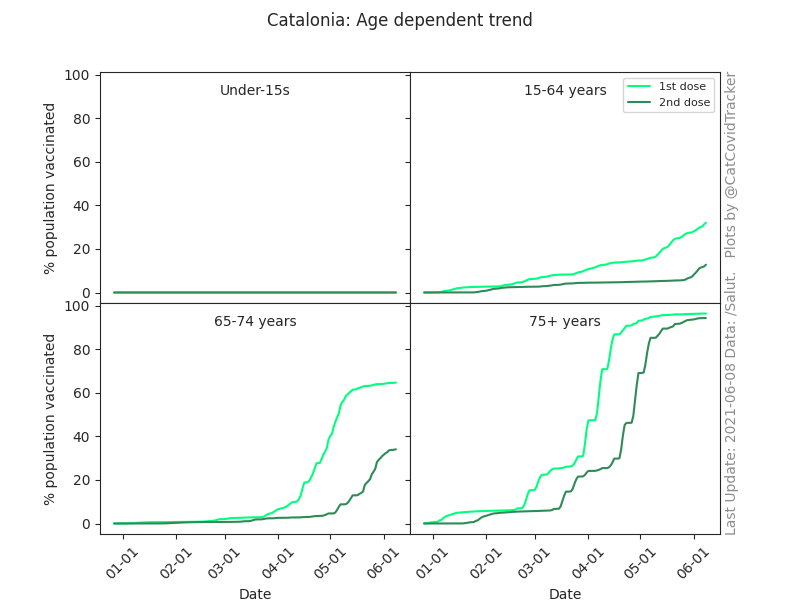 Catalonia: Age dependent trend
Under-15s
15-64 years
1st dose
2nd dose
% population vaccinated
100
80
60
40
20
0
65-74 years
75+ years
% population vaccinated
100
80
60
40
20
0
01-01
02-01
03-01
04-01
05-01
06-01
01-01
02-01
03-01
04-01
05-01
06-01
Date
Date
Last Update: 2021-06-08 Data: /Salut. Plots by @CatCovidTracker